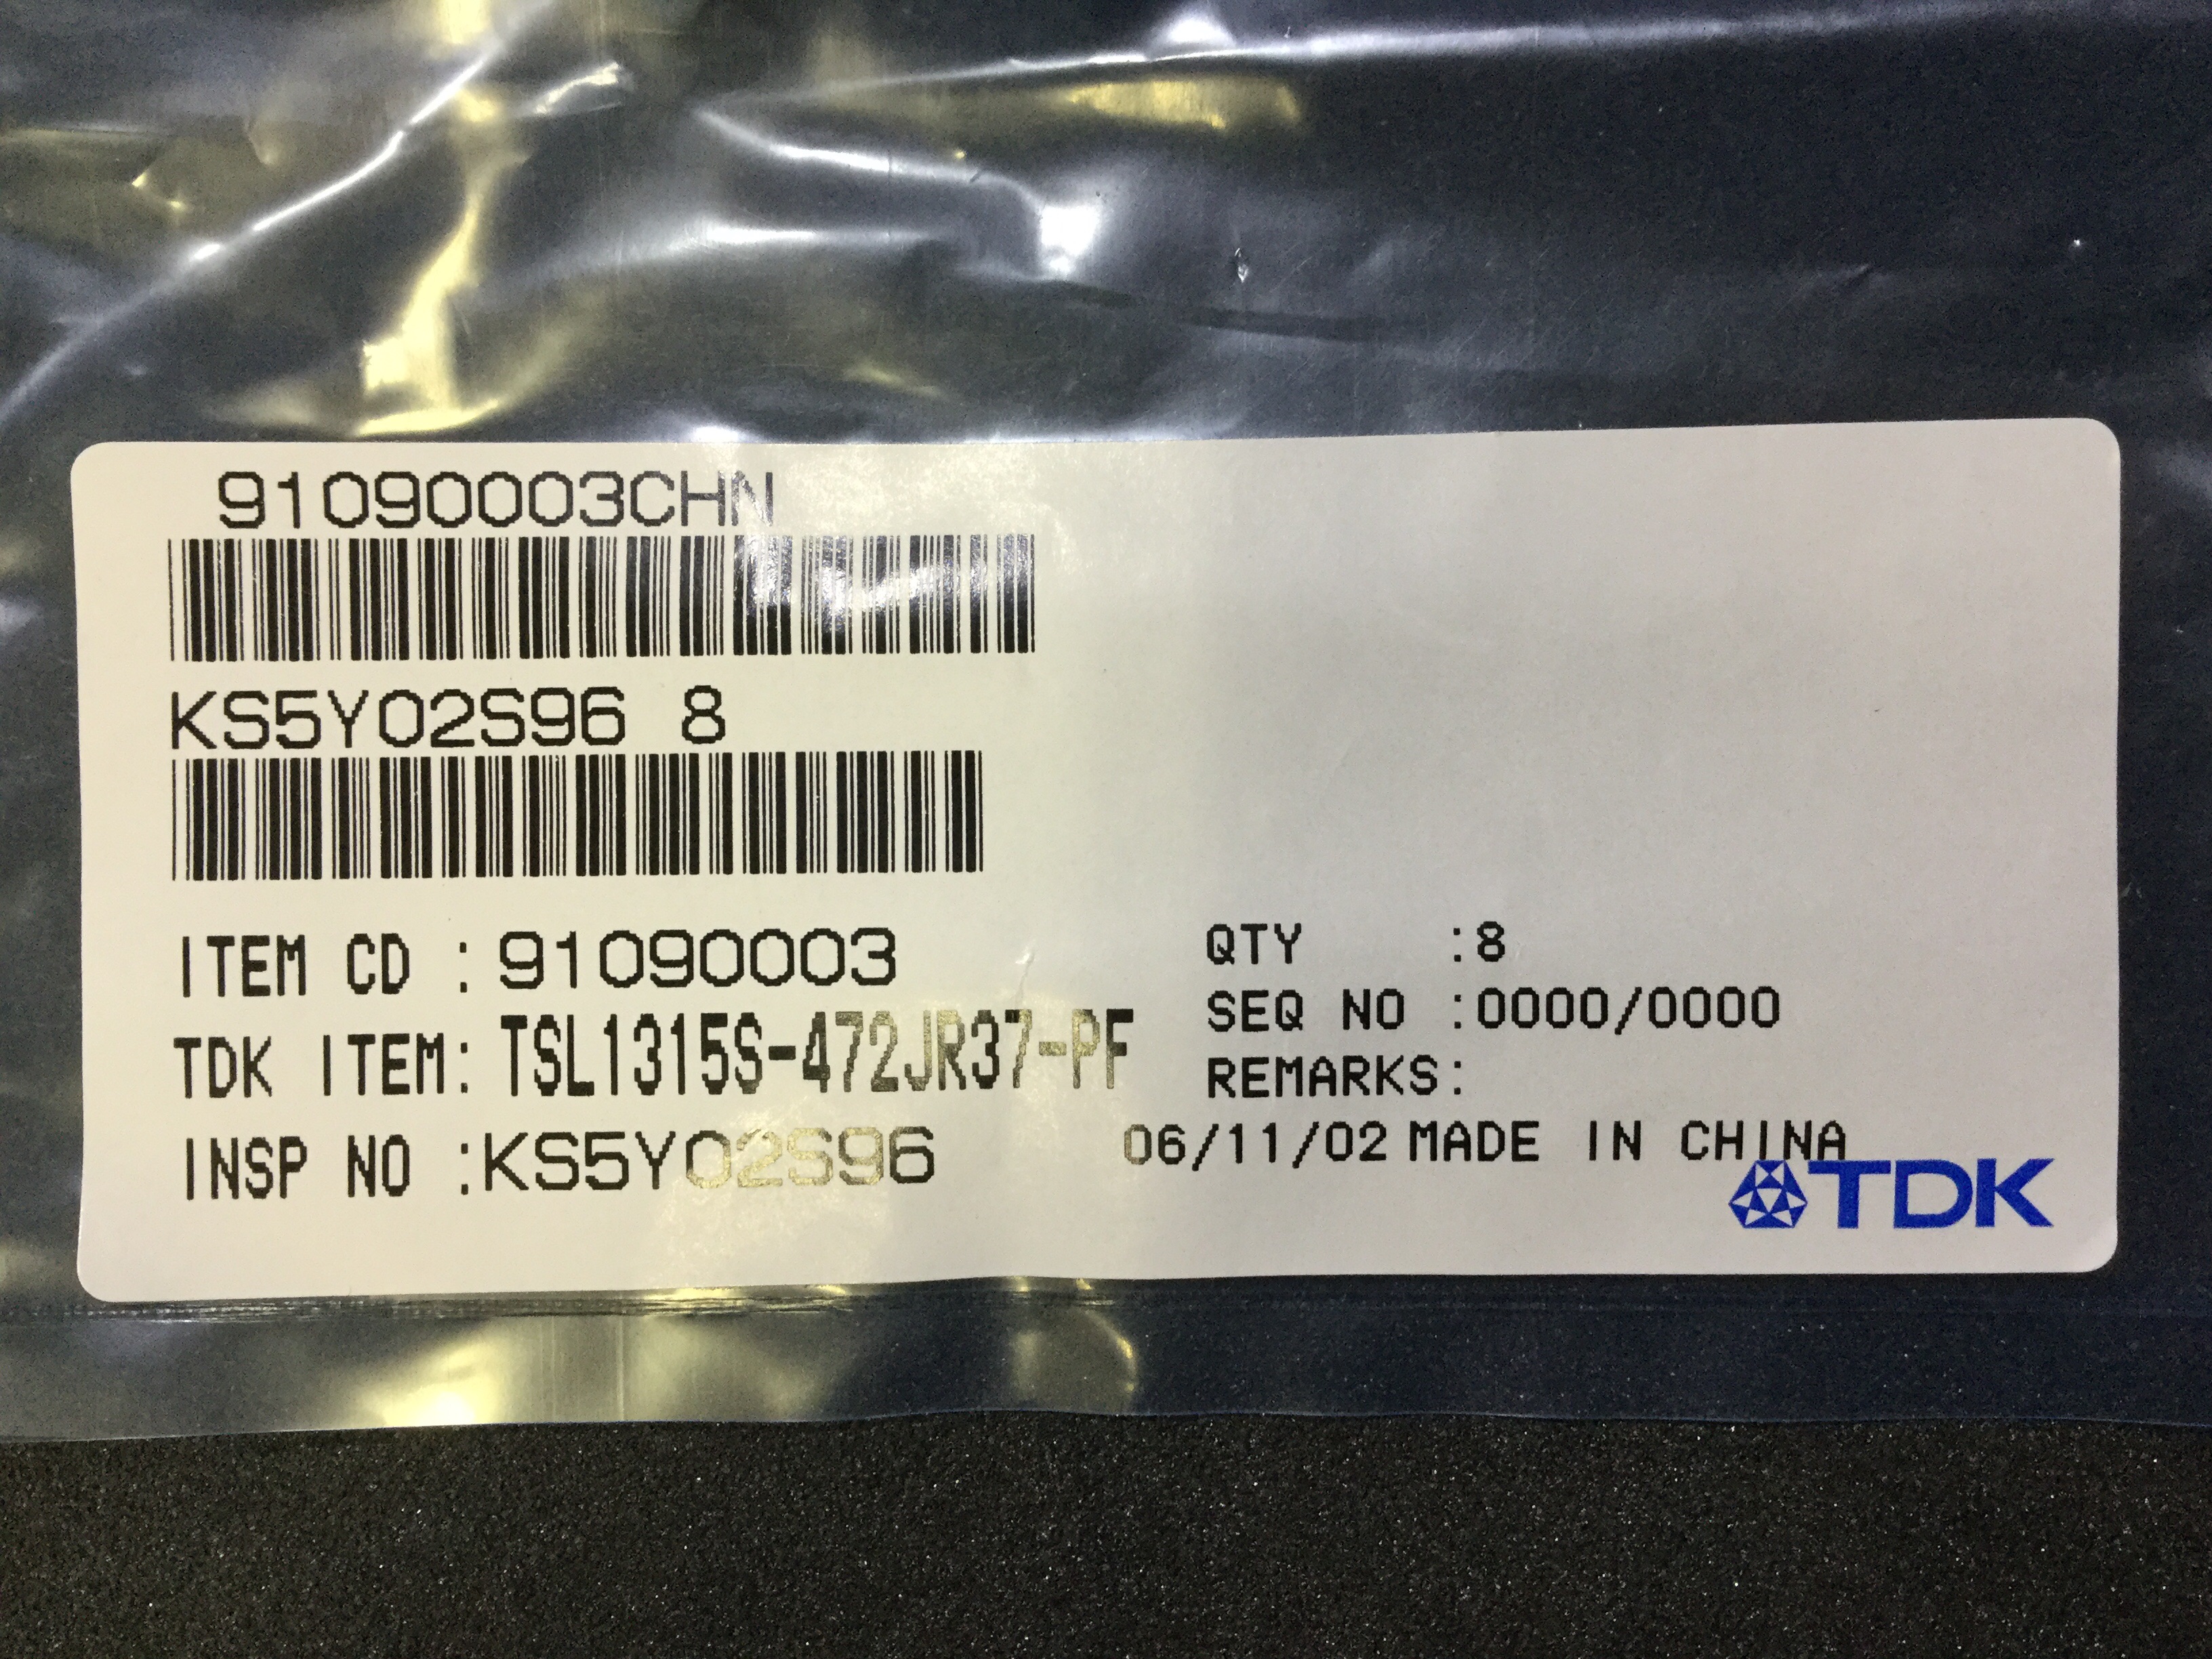 91090003CHN
KS5Y02S96 8
ITEM CD :91090003
TDK ITEM: TSL1315S-472JR37-PF
INSP NO :KS5Y02S96
QTY :8
SEQ NO :0000/0000
REMARKS:
06/11/02 MADE IN CHINA
TDK